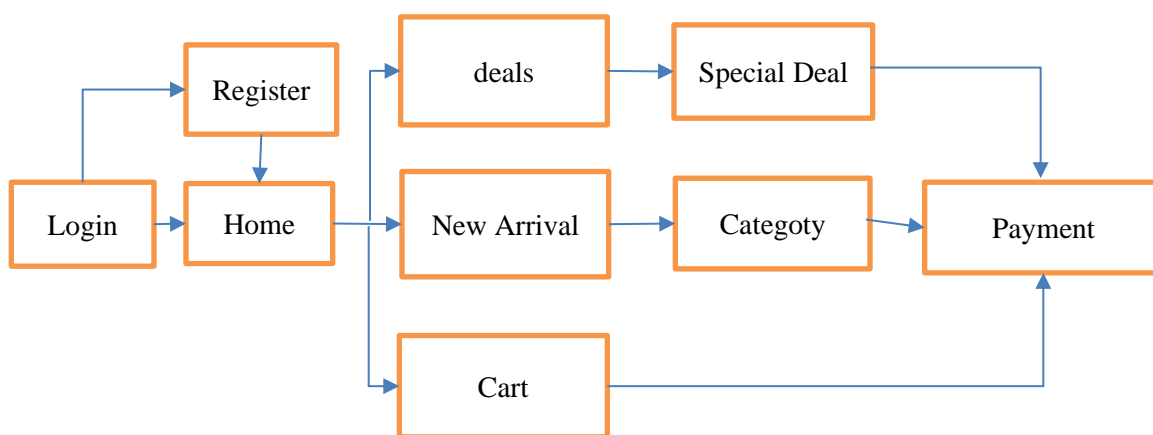 deals
Special Deal
Register
Login
Home
New Arrival
Categoty
Payment
Cart